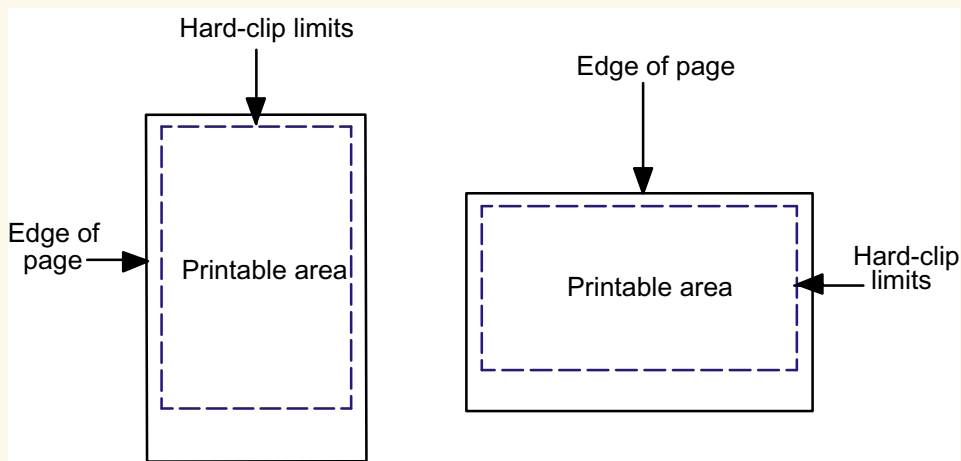 Hard-clip limits
Edge of
page
Printable area
Edge of page
Printable area
Hard-clip
limits